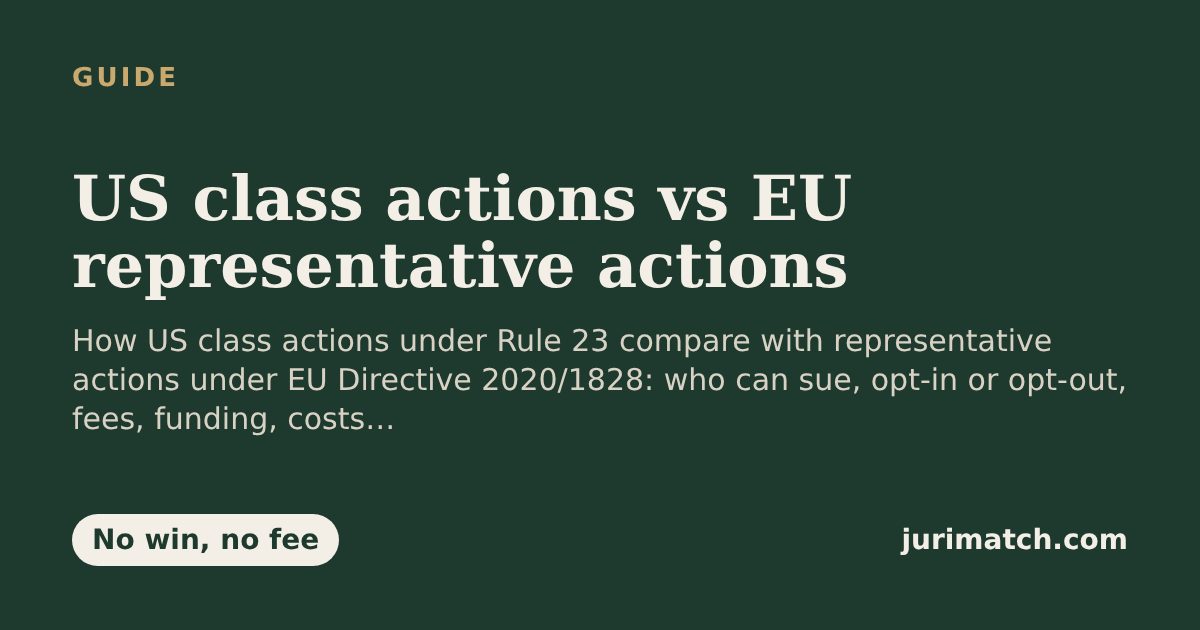 GUIDE
US class actions vs EU
representative actions
How US class actions under Rule 23 compare with representative
actions under EU Directive 2020/1828: who can sue, opt-in or opt-out,
fees, funding, costs…
No win, no fee
jurimatch.com